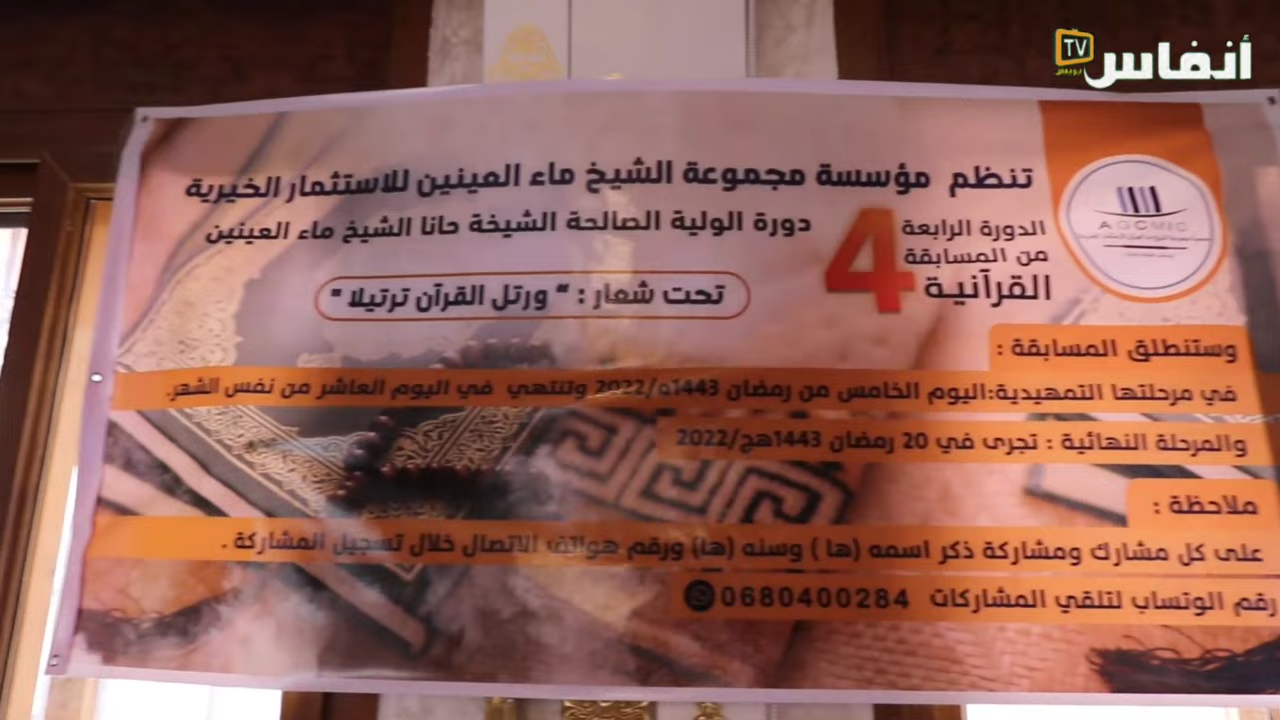 أنفاس
TV
بريس
تنظم مؤسسة مجموعة الشيخ ماء العينين للاستثمار الخيرية
الدورة الرابعة
من المسابقة
القرآنية
4
دورة الولية الصالحة الشيخة حانا الشيخ ماء العينين
تحت شعار : “ ورتل القرآن ترتيلا "
AGCMIC
وستنطلق المسابقة :
في مرحلتها التمهيدية:اليوم الخامس من رمضان 1443ه/2022 وتنتهي في اليوم العاشر من نفس الشهر.
والمرحلة النهائية : تجرى في 20 رمضان 1443هج/2022
ملاحظة :
على كل مشارك ومشاركة ذكر اسمه (ها ) وسنه (ها) ورقم هواتف الاتصال خلال تسجيل المشاركة .
رقم الوتساب لتلقي المشاركات 0680400284